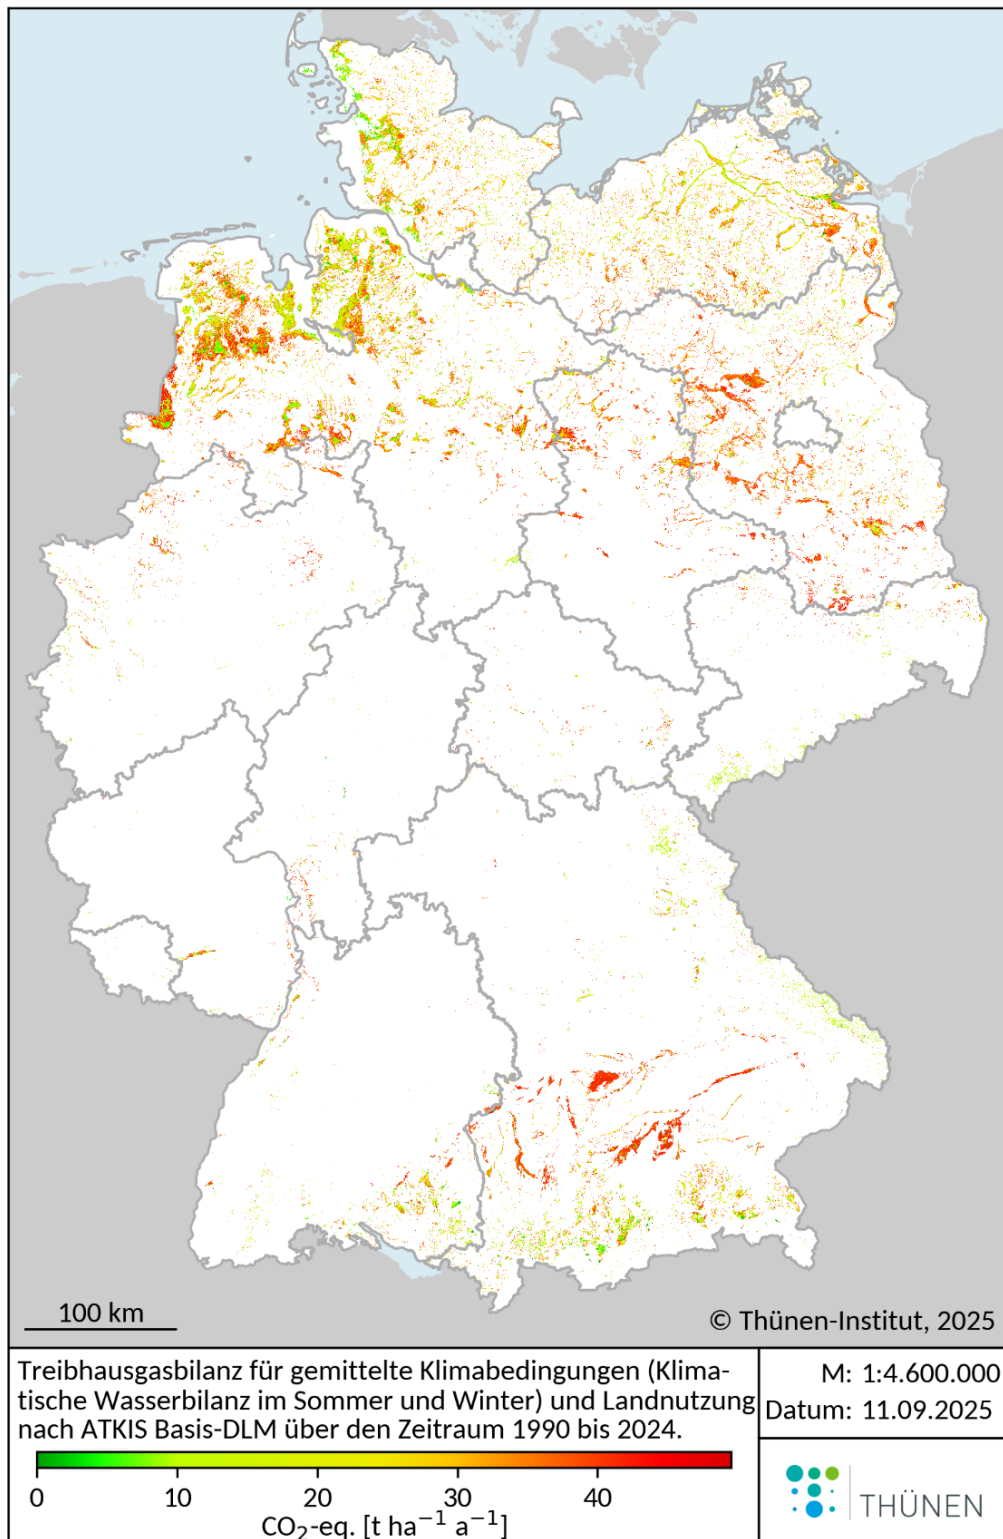 100 km
© Thünen-Institut, 2025
Treibhausgasbilanz für gemittelte Klimabedingungen (Klima-
tische Wasserbilanz im Sommer und Winter) und Landnutzung
nach ATKIS Basis-DLM über den Zeitraum 1990 bis 2024.
0 10 20 30 40
CO₂-eq. [t ha⁻¹ a⁻¹]
M: 1:4.600.000
Datum: 11.09.2025
THÜNEN